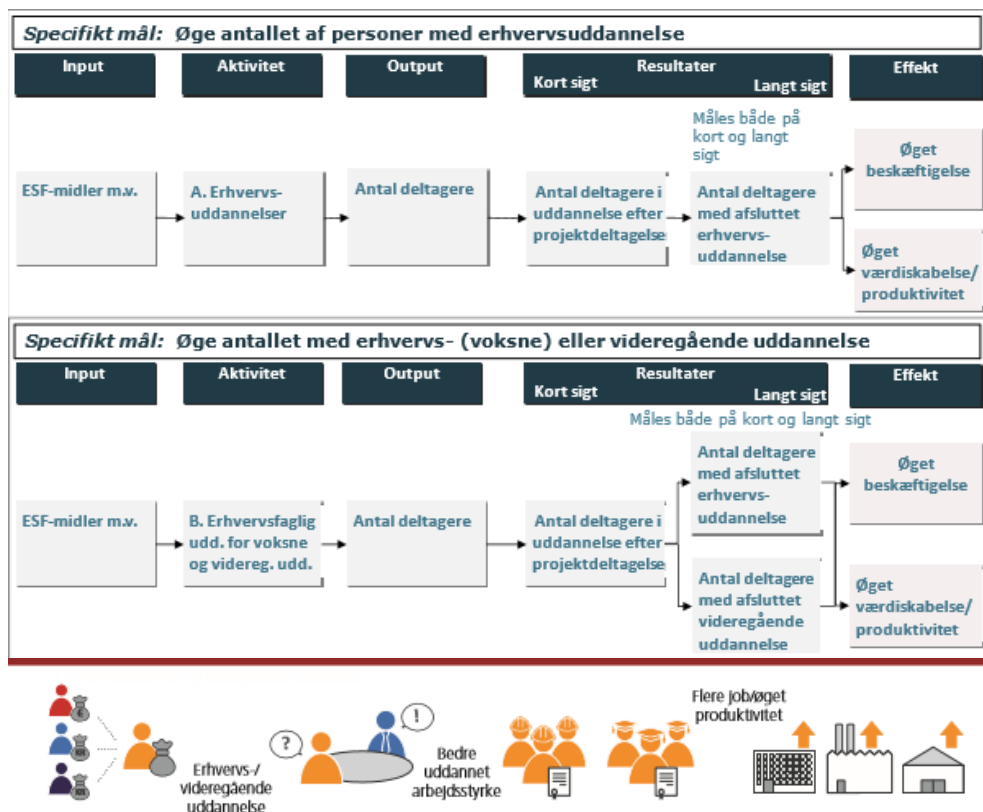 Specifikt mål: Øge antallet af personer med erhvervsuddannelse
Input
Aktivitet
Output
Resultater
Kort sigt
Langt sigt
Effekt
Måles både på
kort og langt
sigt
ESF-midler m.v.
A. Erhvervs-
uddannelser
Antal deltagere
Antal deltagere i
uddannelse efter
projektdeltagelse
Antal deltagere
med afsluttet
erhvervs-
uddannelse
Øget
beskæftigelse
Øget
værdiskabelse/
produktivitet
Specifikt mål: Øge antallet med erhvervs- (voksne) eller videregående uddannelse
Input
Aktivitet
Output
Resultater
Kort sigt
Langt sigt
Effekt
Måles både på kort og langt sigt
ESF-midler m.v.
B. Erhvervsfaglig
udd. for voksne
og videreg. udd.
Antal deltagere
Antal deltagere i
uddannelse efter
projektdeltagelse
Antal deltagere
med afsluttet
erhvervs-
uddannelse
Antal deltagere
med afsluttet
videregående
uddannelse
Øget
beskæftigelse
Øget
værdiskabelse/
produktivitet
€
Erhvervs-/
videregående
uddannelse
?
!
Bedre
uddannet
arbejdsstyrke
Flere job/øget
produktivitet